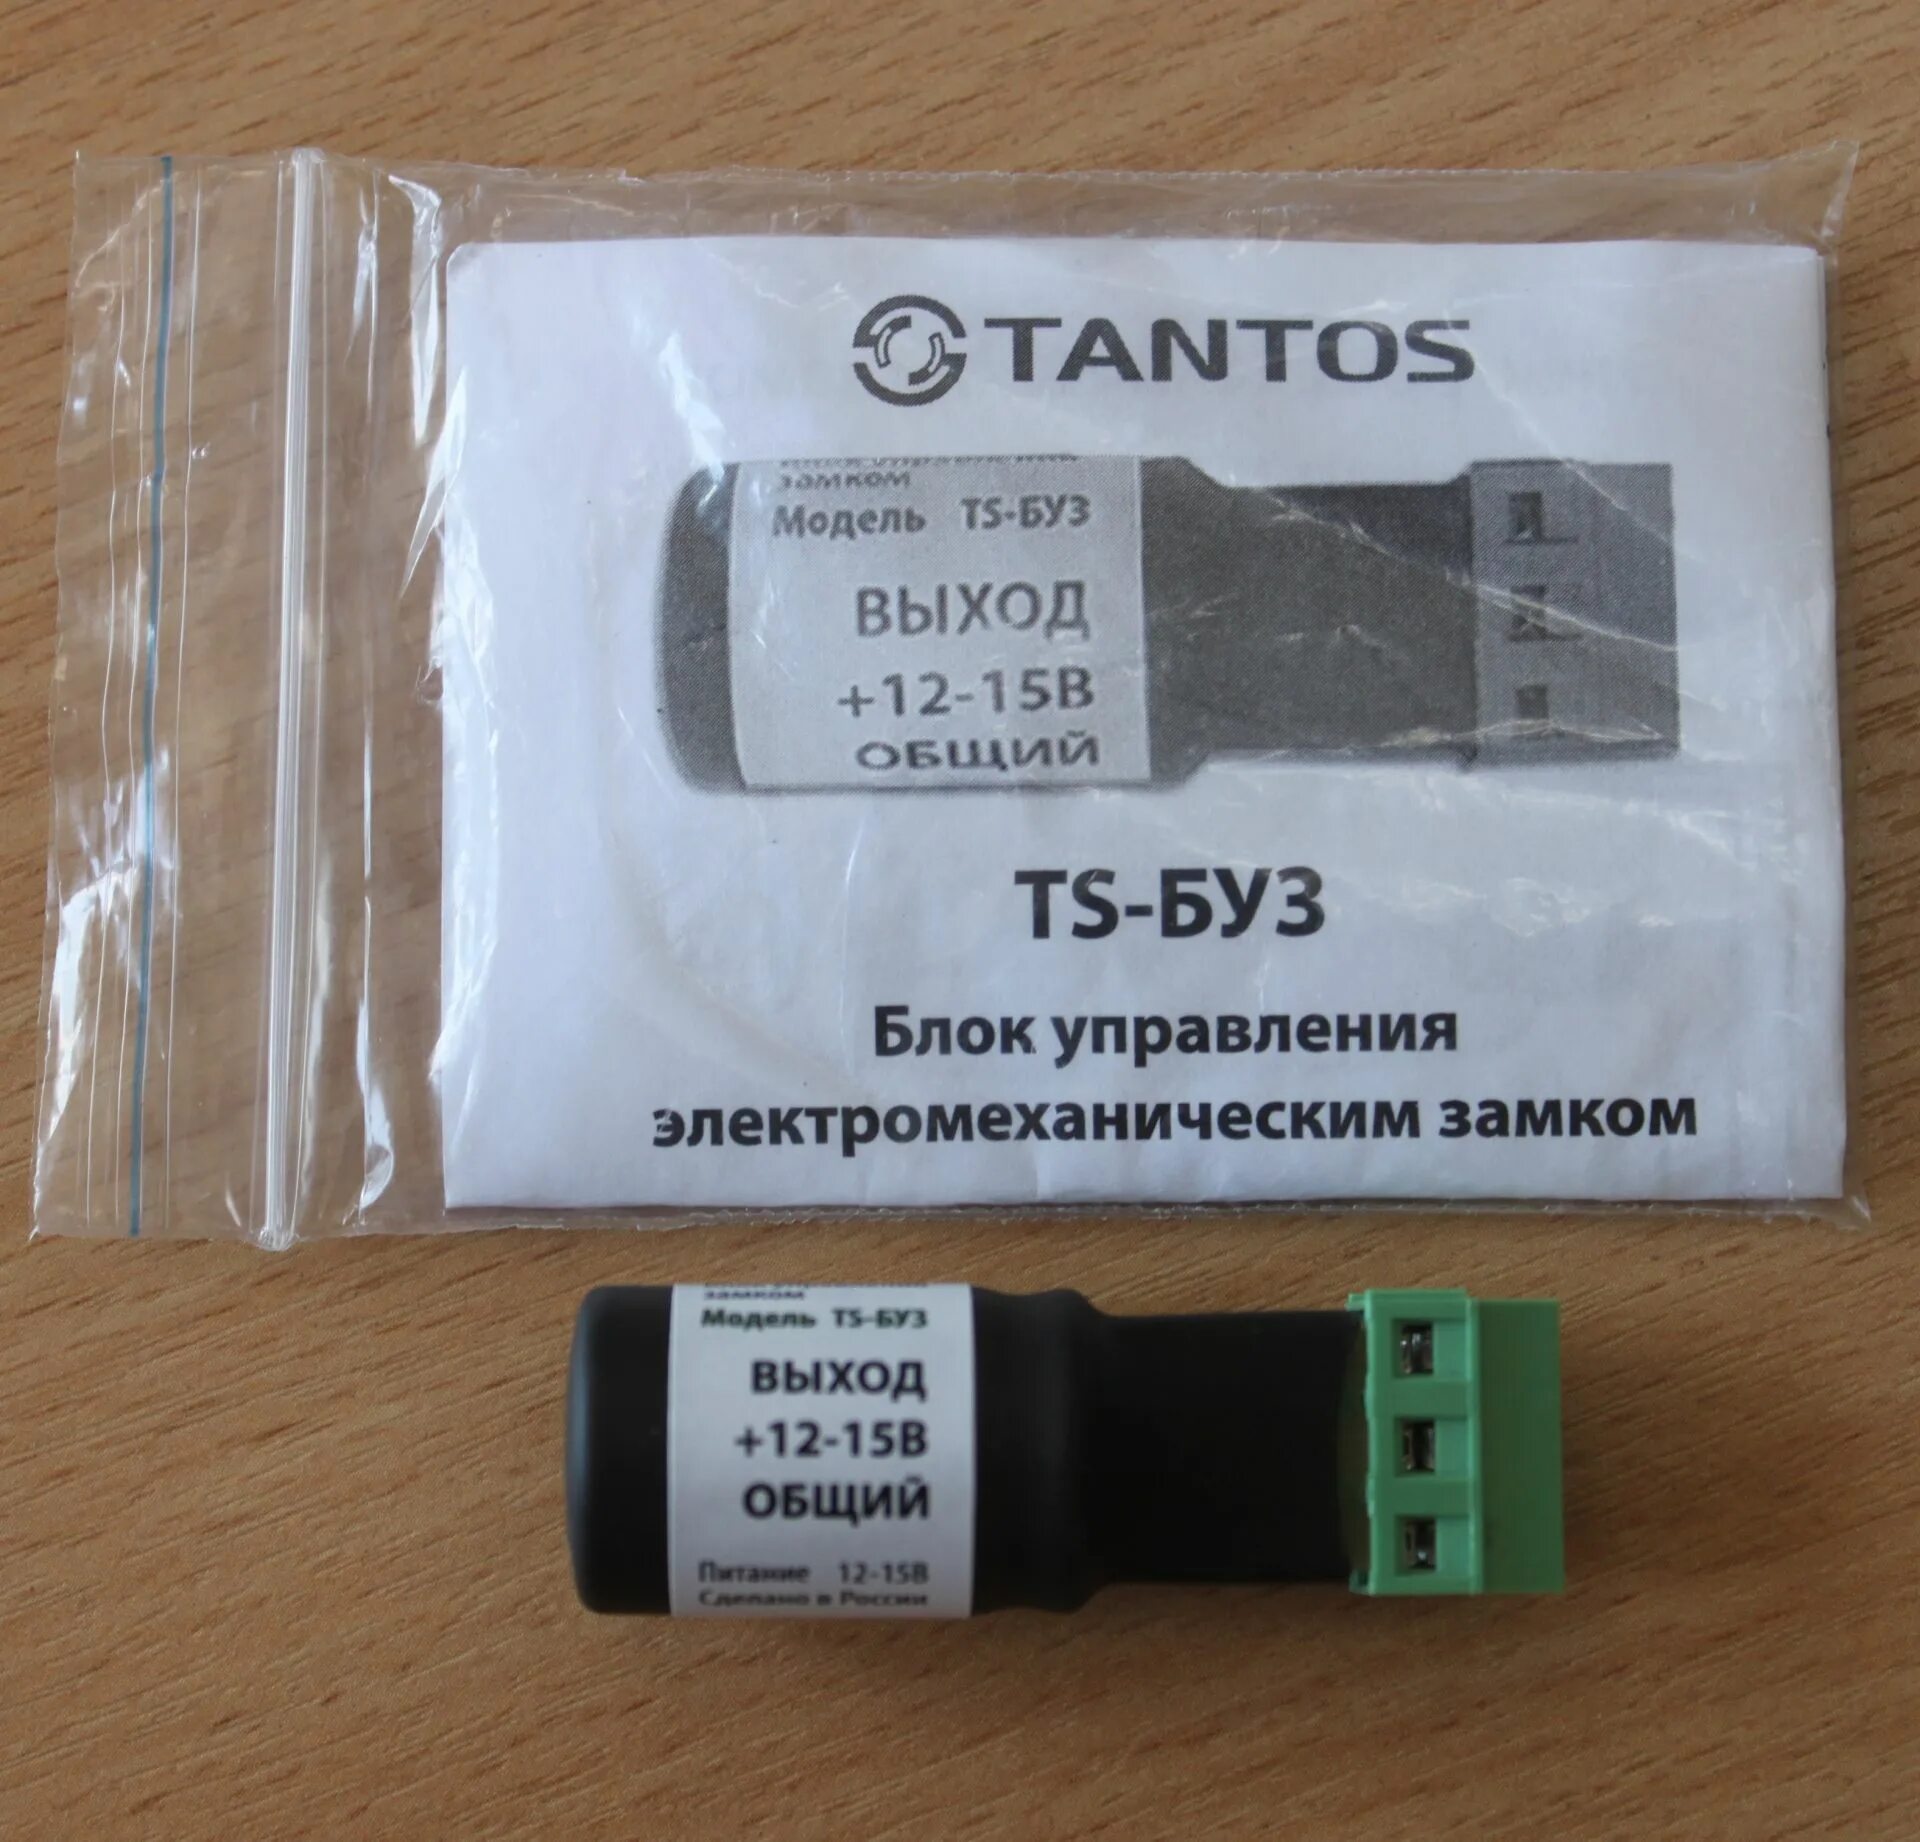 TANTOS
замком
Модель TS-БУЗ
ВЫХОД
+12-15В
ОБЩИЙ
TS-БУЗ
Блок управления
электромеханическим замком
замком
Модель TS-БУЗ
ВЫХОД
+12-15В
ОБЩИЙ
Питание 12-15В
Сделано в России